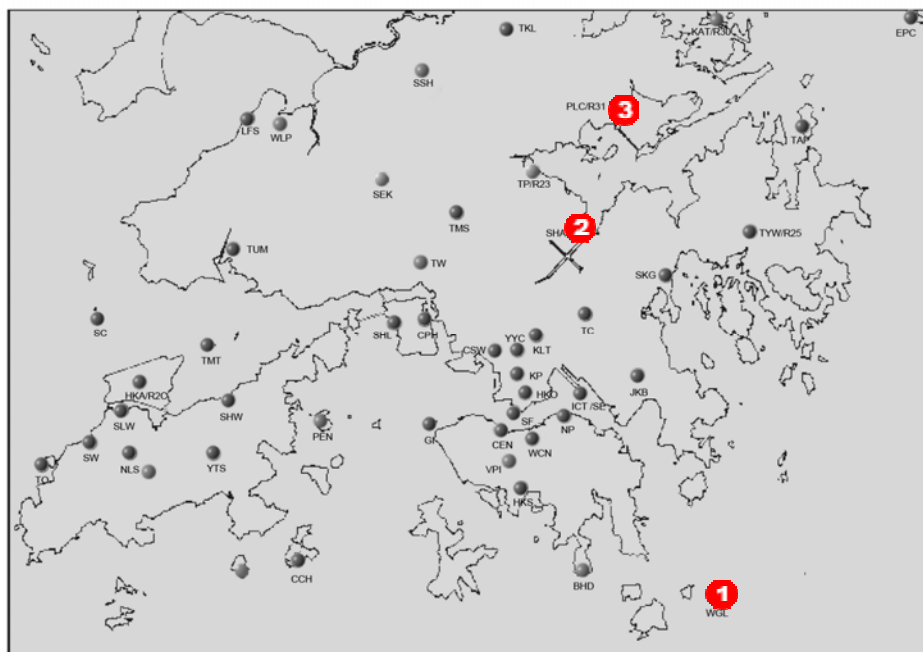 TKL
KAT/R30
EPC
SSH
PLC/R31
3
LFS
WLP
TAP
TP/R23
SEK
TMS
SHA
2
TYW/R25
TUM
TW
SKG
SC
TC
SHL
CPH
TMT
YYC
KLT
CSW
KP
HKA/R2C
HKO
ICT /SE
JKB
SHW
SLW
PEN
GI
SF
NP
CEN
WCN
SW
TO
NLS
YTS
VPI
HKS
CCH
BHD
1
WGL